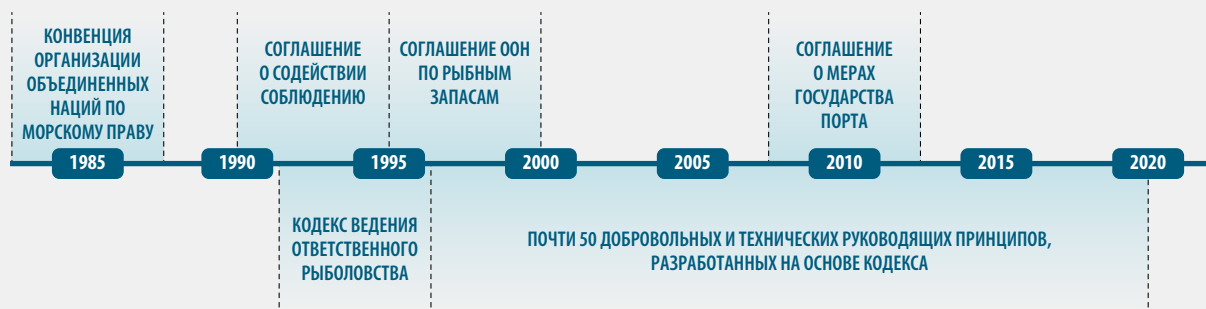 КОНВЕНЦИЯ
ОРГАНИЗАЦИИ
ОБЪЕДИНЕННЫХ
НАЦИЙ ПО
МОРСКОМУ ПРАВУ
СОГЛАШЕНИЕ
О СОДЕЙСТВИИ
СОБЛЮДЕНИЮ
СОГЛАШЕНИЕ ООН
ПО РЫБНЫМ
ЗАПАСАМ
СОГЛАШЕНИЕ
О МЕРАХ
ГОСУДАРСТВА
ПОРТА
1985 1990 1995 2000 2005 2010 2015 2020
КОДЕКС ВЕДЕНИЯ
ОТВЕТСТВЕННОГО
РЫБОЛОВСТВА
ПОЧТИ 50 ДОБРОВОЛЬНЫХ И ТЕХНИЧЕСКИХ РУКОВОДЯЩИХ ПРИНЦИПОВ,
РАЗРАБОТАННЫХ НА ОСНОВЕ КОДЕКСА